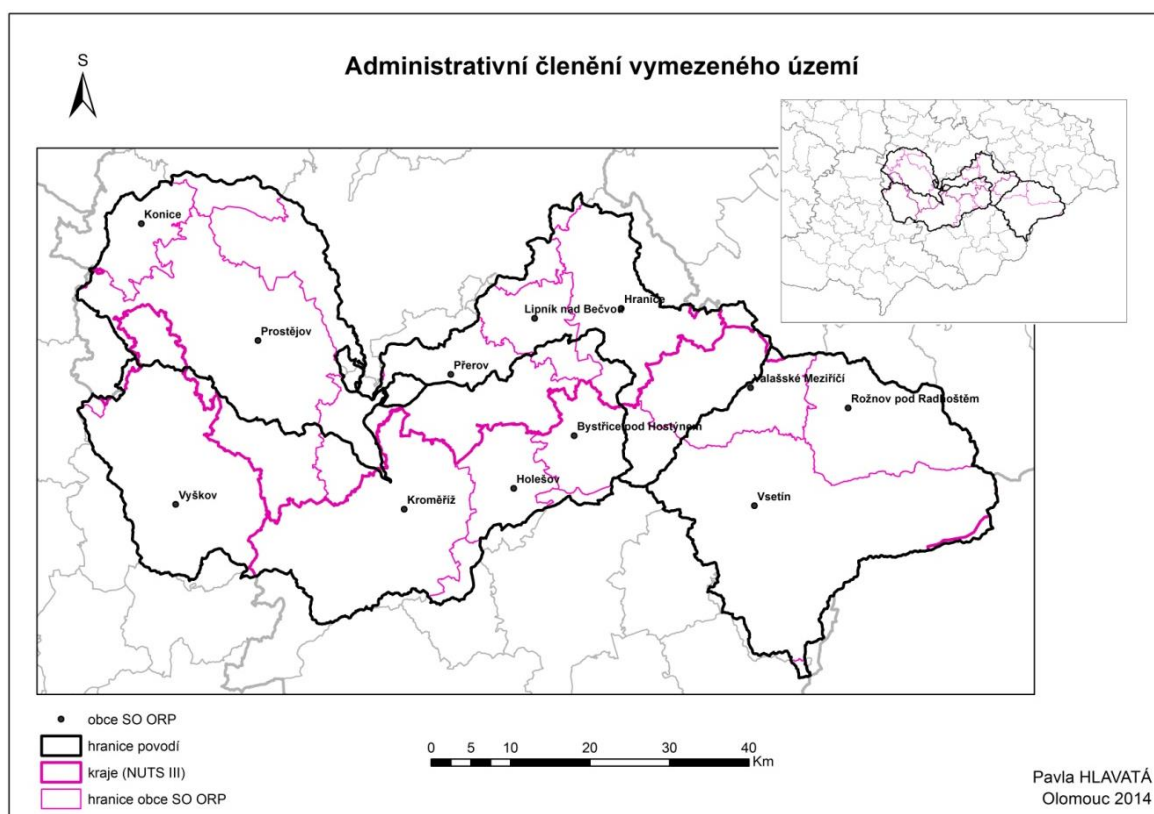 Administrativní členění vymezeného území
S
Konice
Prostějov
Lipník nad Bečvou
Hranice
Přerov
Valašské Meziříčí
Rožnov pod Radhoštěm
Bystřice pod Hostýnem
Holešov
Vyškov
Kroměříž
Vsetín
obce SO ORP
hranice povodí
kraje (NUTS III)
hranice obce SO ORP
0 5 10 20 30 40
Km
Pavla HLAVATÁ
Olomouc 2014